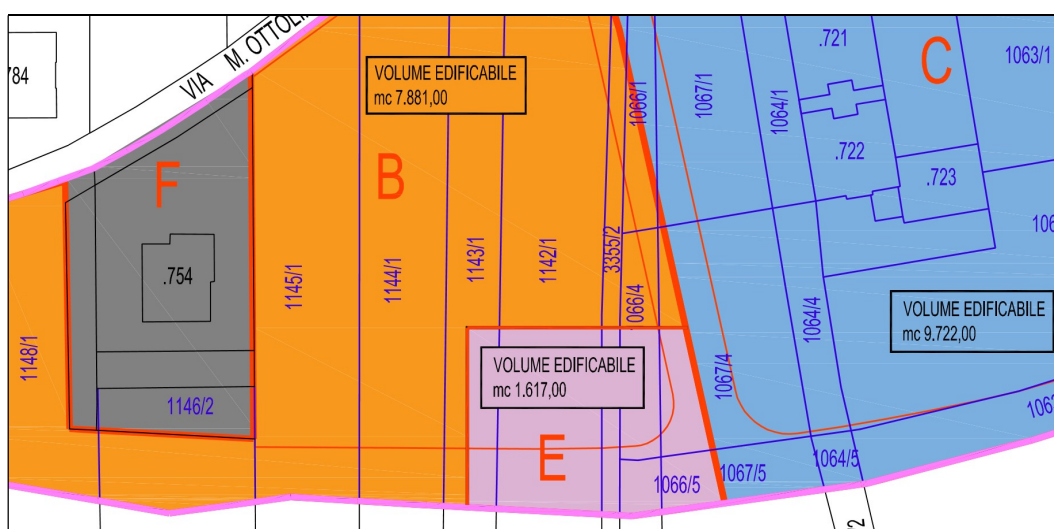 784
VIA M. OTTOLI
VOLUME EDIFICABILE
mc 7.881,00
.721
C
1063/1
1066/1
1067/1
1064/1
.722
.723
F
B
.754
1145/1
1144/1
1143/1
1142/1
3355/2
1066/4
1064/4
VOLUME EDIFICABILE
mc 9.722,00
1148/1
VOLUME EDIFICABILE
mc 1.617,00
1067/4
1146/2
E
1066/5
1067/5
1064/5